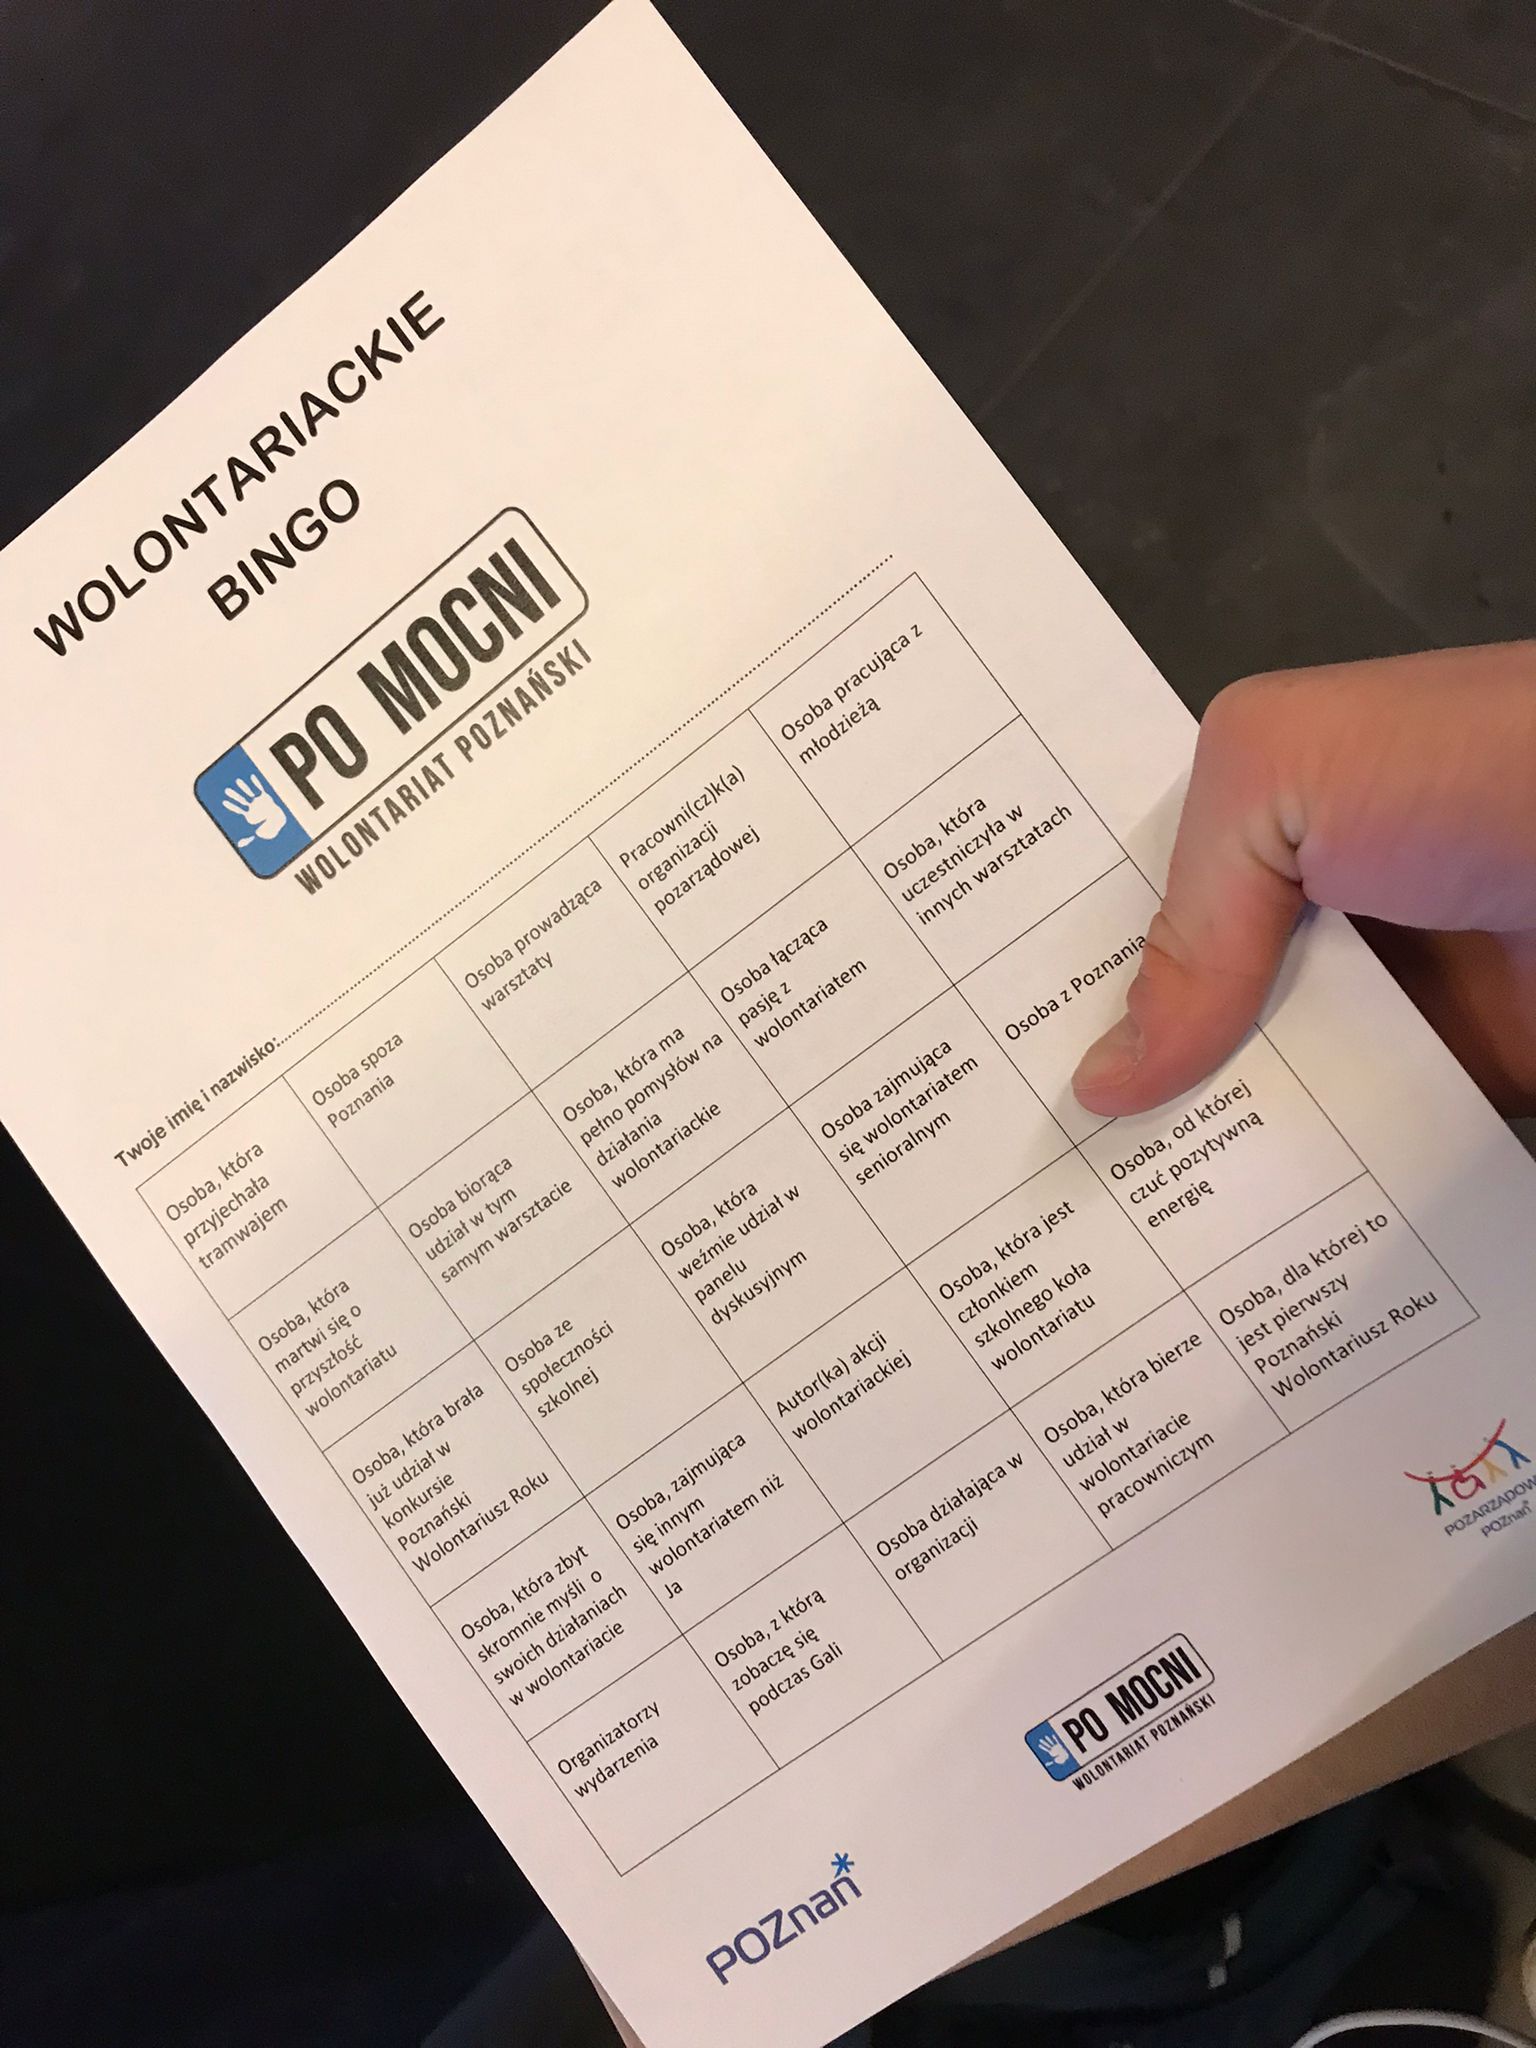 WOLONTARIACKIE
BINGO
PO MOCNI
WOLONTARIAT POZNAŃSKI
Twoje imię i nazwisko:
Osoba, która
przyjechała
tramwajem
Osoba spoza
Poznania
Osoba prowadząca
warsztaty
Pracowni(cz)k(a)
organizacji
pozarządowej
Osoba pracująca z
młodzieżą
Osoba, która
martwi się o
przyszłość
wolontariatu
Osoba biorąca
udział w tym
samym warsztacie
Osoba, która ma
pełno pomysłów na
działania
wolontariackie
Osoba łącząca
pasję z
wolontariatem
Osoba, która
uczestniczyła w
innych warsztatach
Osoba, która brała
już udział w
konkursie
Poznański
Wolontariusz Roku
Osoba ze
społeczności
szkolnej
Osoba, która
weźmie udział w
panelu
dyskusyjnym
Osoba zajmująca
się wolontariatem
senioralnym
Osoba z Poznania
Osoba, która zbyt
skromnie myśli o
swoich działaniach
w wolontariacie
Osoba, zajmująca
się innym
wolontariatem niż
Ja
Autor(ka) akcji
wolontariackiej
Osoba, która jest
członkiem
szkolnego koła
wolontariatu
Osoba, od której
czuć pozytywną
energię
Organizatorzy
wydarzenia
Osoba, z którą
zobaczę się
podczas Gali
Osoba działająca w
organizacji
Osoba, która bierze
udział w
wolontariacie
pracowniczym
Osoba, dla której to
jest pierwszy
Poznański
Wolontariusz Roku
POZnań
PO MOCNI
WOLONTARIAT POZNAŃSKI
POZARZĄDOW
POZnań